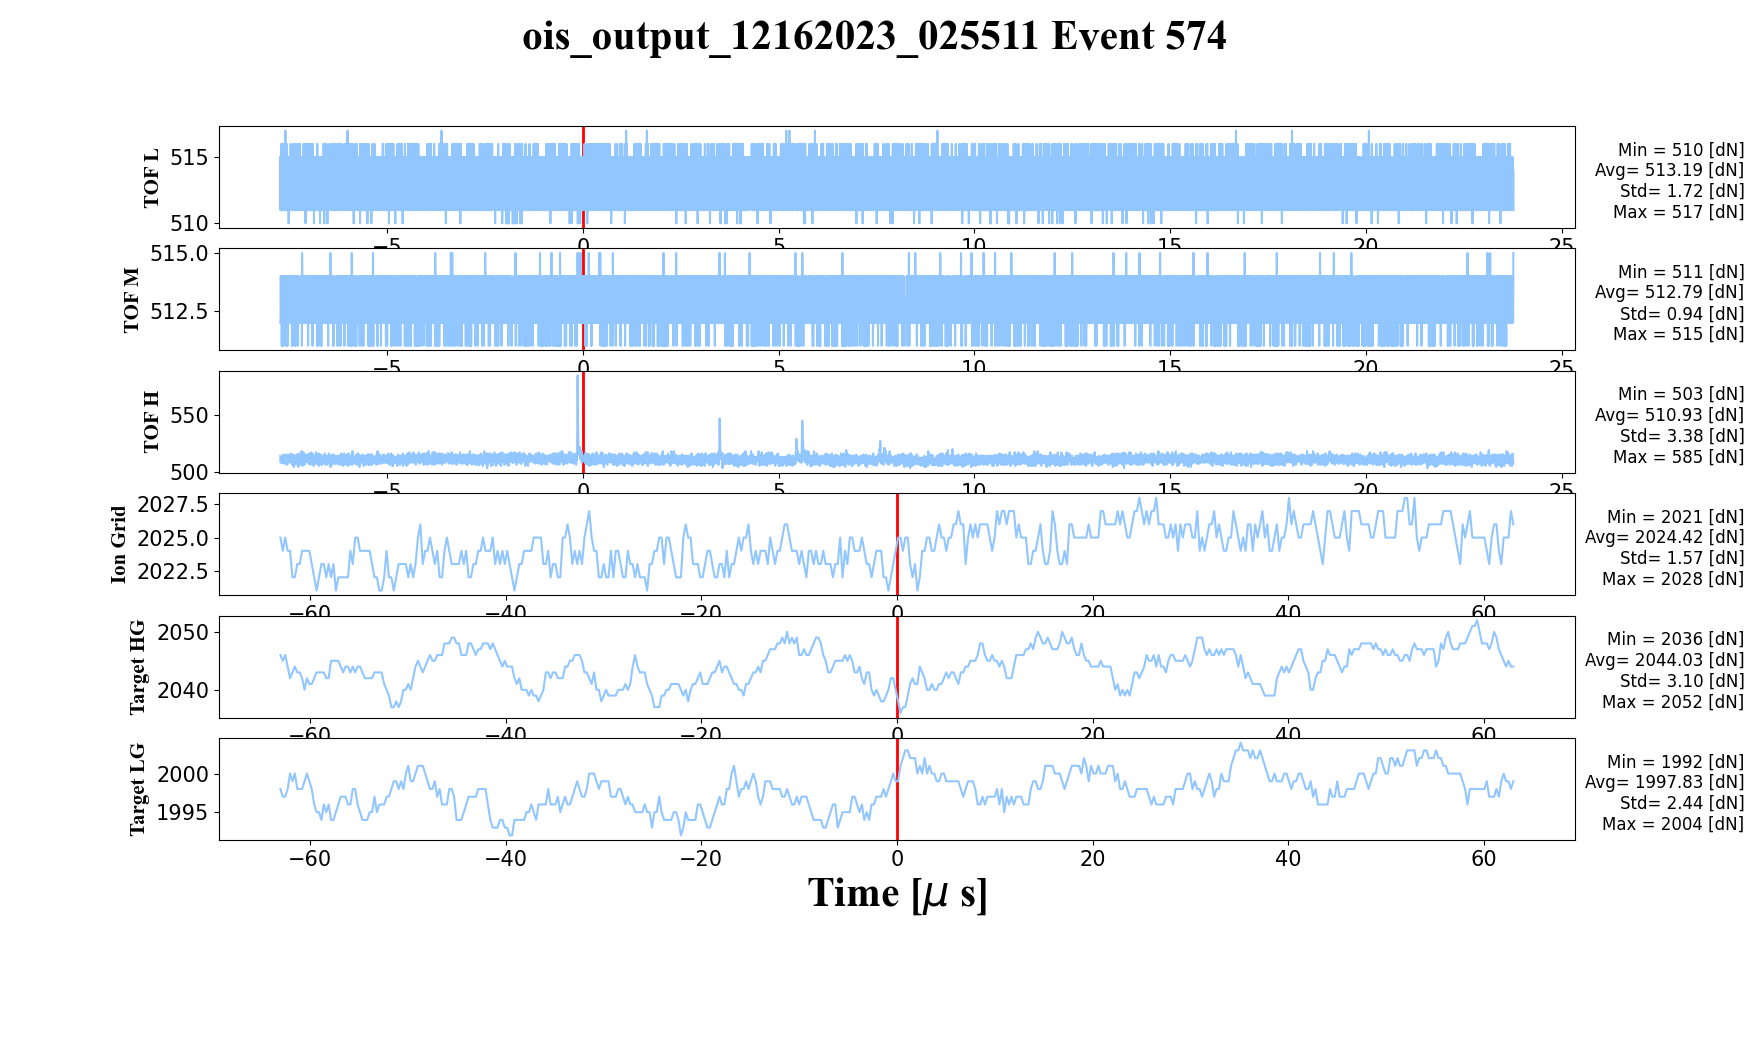 ois_output_12162023_025511 Event 574
TOF L
515
510
Min = 510 [dN]
Avg= 513.19 [dN]
Std= 1.72 [dN]
Max = 517 [dN]
−5 0 5 10 15 20 25
TOF M
515.0
512.5
Min = 511 [dN]
Avg= 512.79 [dN]
Std= 0.94 [dN]
Max = 515 [dN]
−5 0 5 10 15 20 25
TOF H
550
500
Min = 503 [dN]
Avg= 510.93 [dN]
Std= 3.38 [dN]
Max = 585 [dN]
−5 0 5 10 15 20 25
Ion Grid
2027.5
2025.0
2022.5
Min = 2021 [dN]
Avg= 2024.42 [dN]
Std= 1.57 [dN]
Max = 2028 [dN]
−60 −40 −20 0 20 40 60
Target HG
2050
2040
Min = 2036 [dN]
Avg= 2044.03 [dN]
Std= 3.10 [dN]
Max = 2052 [dN]
−60 −40 −20 0 20 40 60
Target LG
2000
1995
Min = 1992 [dN]
Avg= 1997.83 [dN]
Std= 2.44 [dN]
Max = 2004 [dN]
−60 −40 −20 0 20 40 60
Time [μ s]